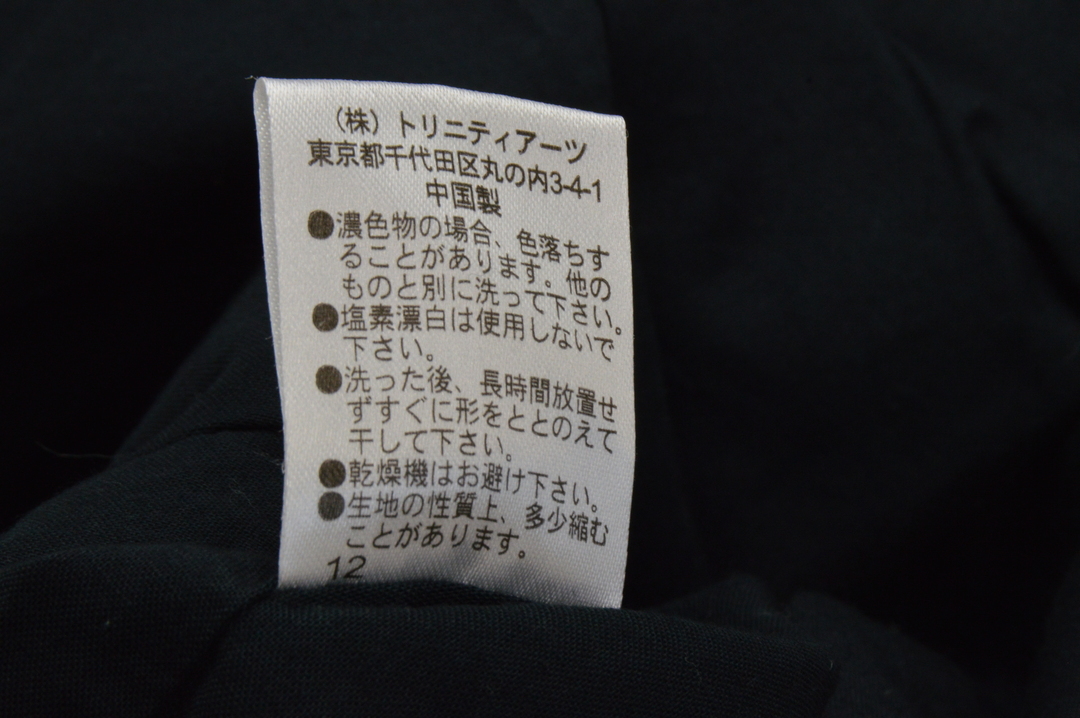 （株）トリニティアーツ
東京都千代田区丸の内3-4-1
中国製
●濃色物の場合、色落ちす
ることがあります。他の
ものと別に洗って下さい。
●塩素漂白は使用しないで
下さい。
●洗った後、長時間放置せ
ずすぐに形をととのえて
干して下さい。
●乾燥機はお避け下さい。
●生地の性質上、多少縮む
ことがあります。
12